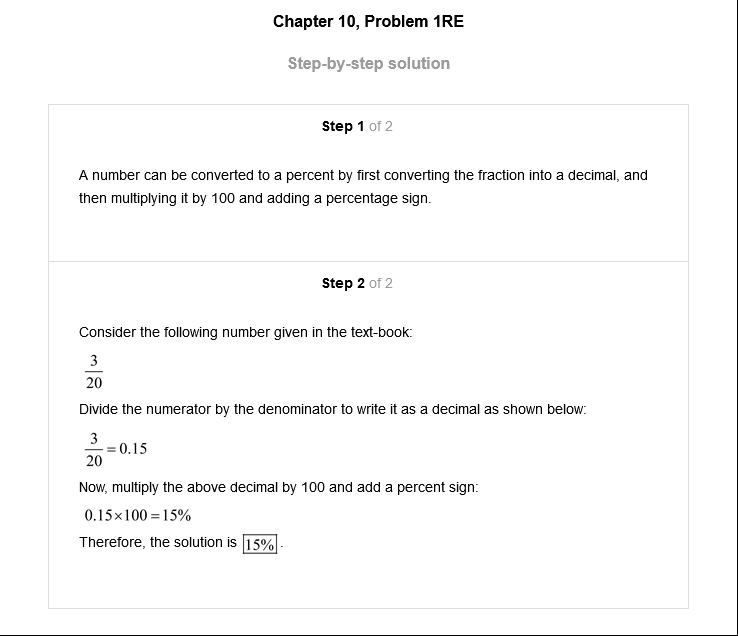 Chapter 10, Problem 1RE
Step-by-step solution
Step 1 of 2
A number can be converted to a percent by first converting the fraction into a decimal, and
then multiplying it by 100 and adding a percentage sign.
Step 2 of 2
Consider the following number given in the text-book:
3
20
Divide the numerator by the denominator to write it as a decimal as shown below:
3
20
= 0.15
Now, multiply the above decimal by 100 and add a percent sign:
0.15×100 = 15%
Therefore, the solution is 15% .